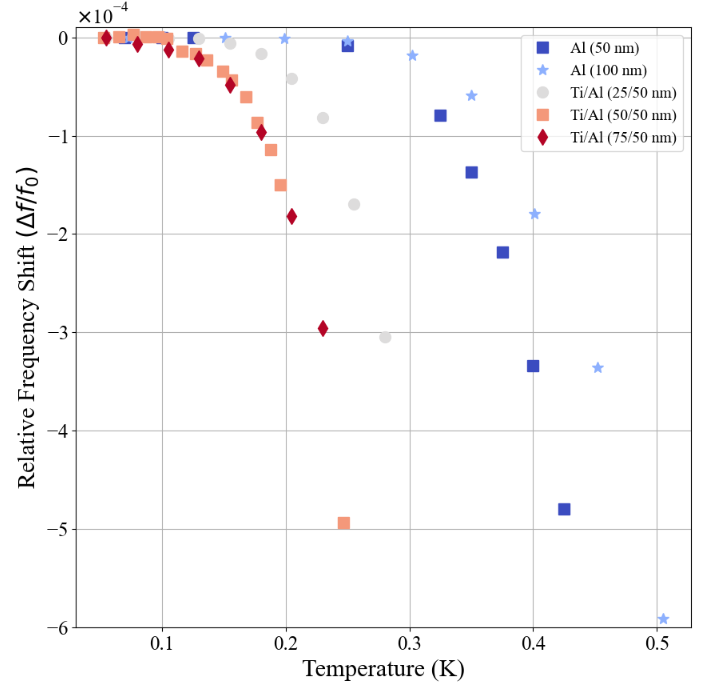 ×10⁻⁴
0
−1
−2
−3
−4
−5
−6
Relative Frequency Shift (Δf/f₀)
0.1 0.2 0.3 0.4 0.5
Temperature (K)
Al (50 nm)
Al (100 nm)
Ti/Al (25/50 nm)
Ti/Al (50/50 nm)
Ti/Al (75/50 nm)